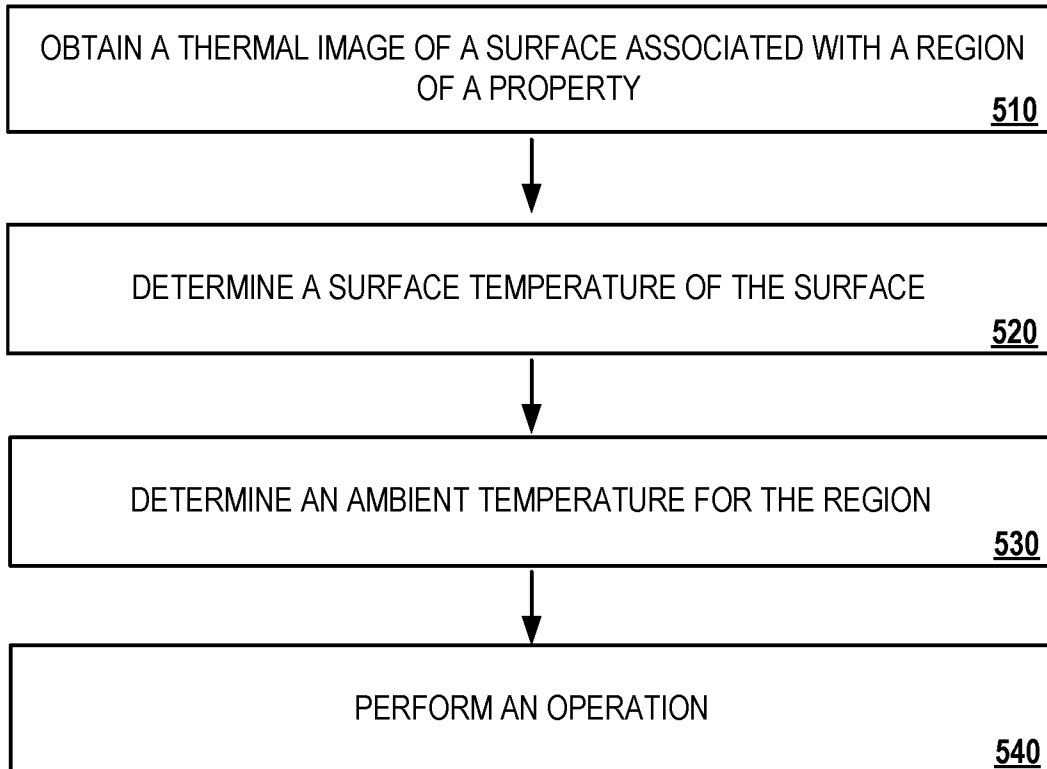 OBTAIN A THERMAL IMAGE OF A SURFACE ASSOCIATED WITH A REGION
OF A PROPERTY
510
DETERMINE A SURFACE TEMPERATURE OF THE SURFACE
520
DETERMINE AN AMBIENT TEMPERATURE FOR THE REGION
530
PERFORM AN OPERATION
540